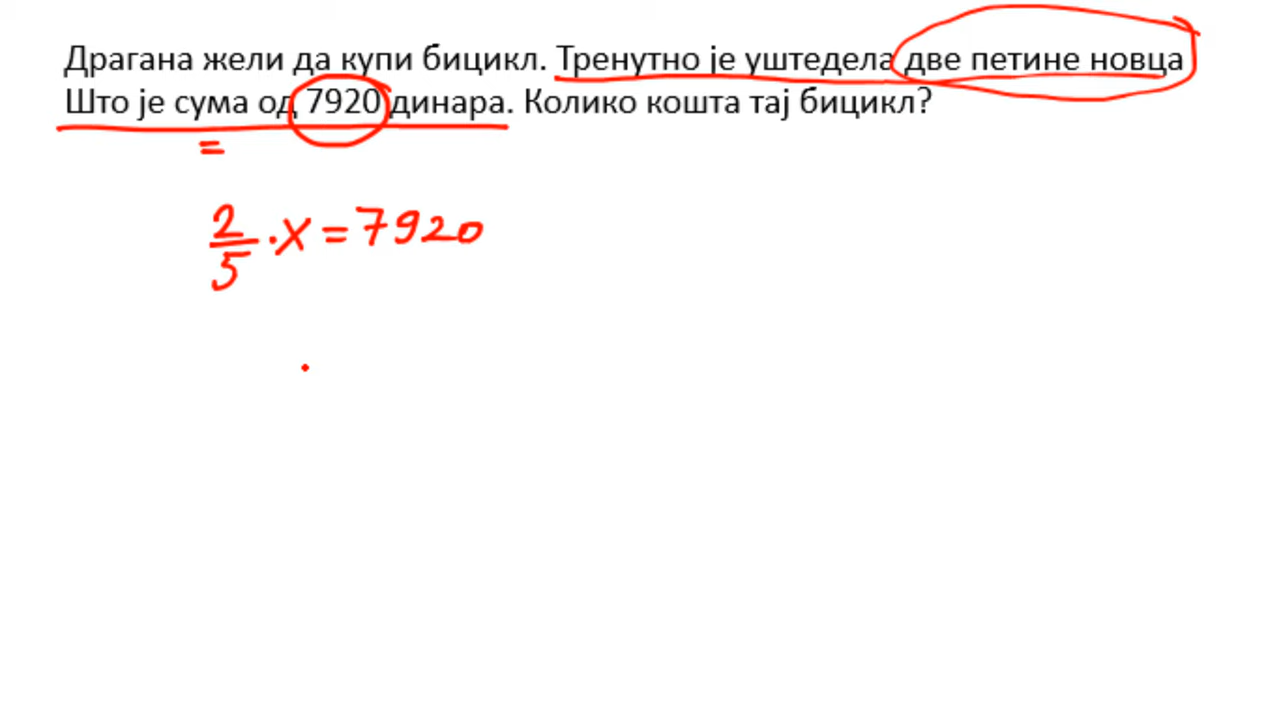 Драгана жели да купи бицикл. Тренутно је уштедела две петине новца
Што је сума од 7920 динара. Колико кошта тај бицикл?
=
2/5 · x = 7920